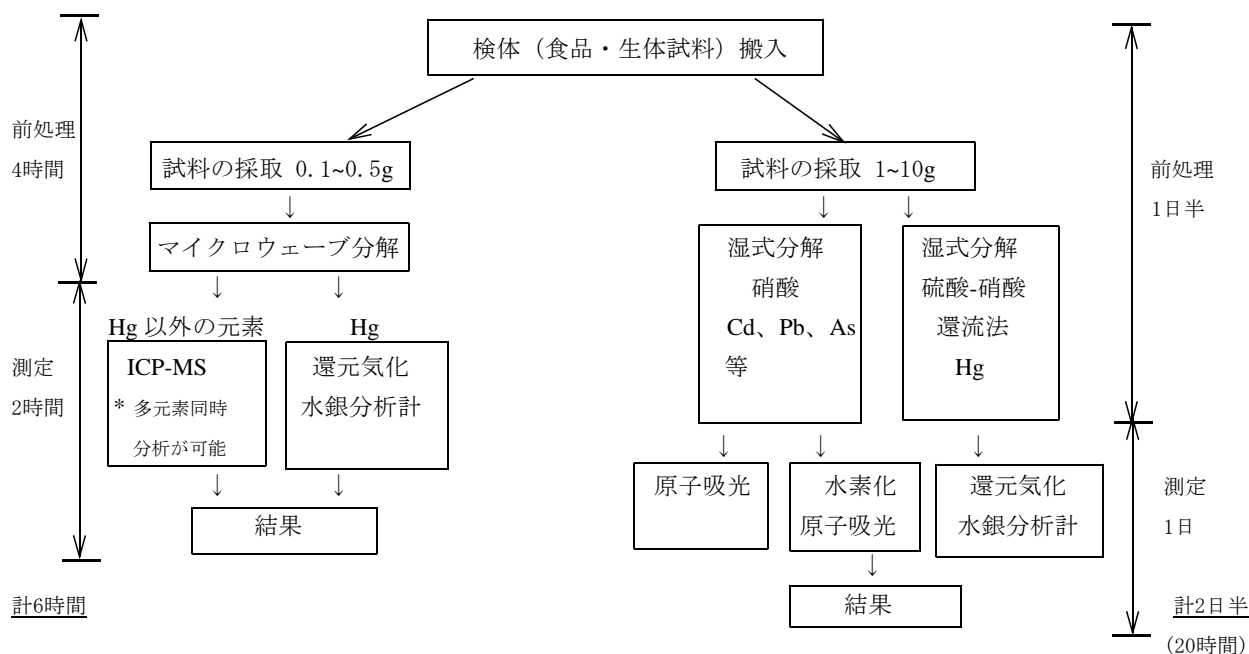 検体（食品・生体試料）搬入
前処理
4時間
試料の採取 0.1~0.5g
↓
マイクロウェーブ分解
↓ ↓
Hg 以外の元素
Hg
測定
2時間
ICP-MS
* 多元素同時
分析が可能
還元気化
水銀分析計
↓ ↓
結果
計6時間
試料の採取 1~10g
↓ ↓
湿式分解
硝酸
Cd、Pb、As
等
湿式分解
硫酸-硝酸
還流法
Hg
前処理
1日半
↓ ↓ ↓
原子吸光
水素化
原子吸光
還元気化
水銀分析計
測定
1日
↓
結果
計2日半
(20時間)